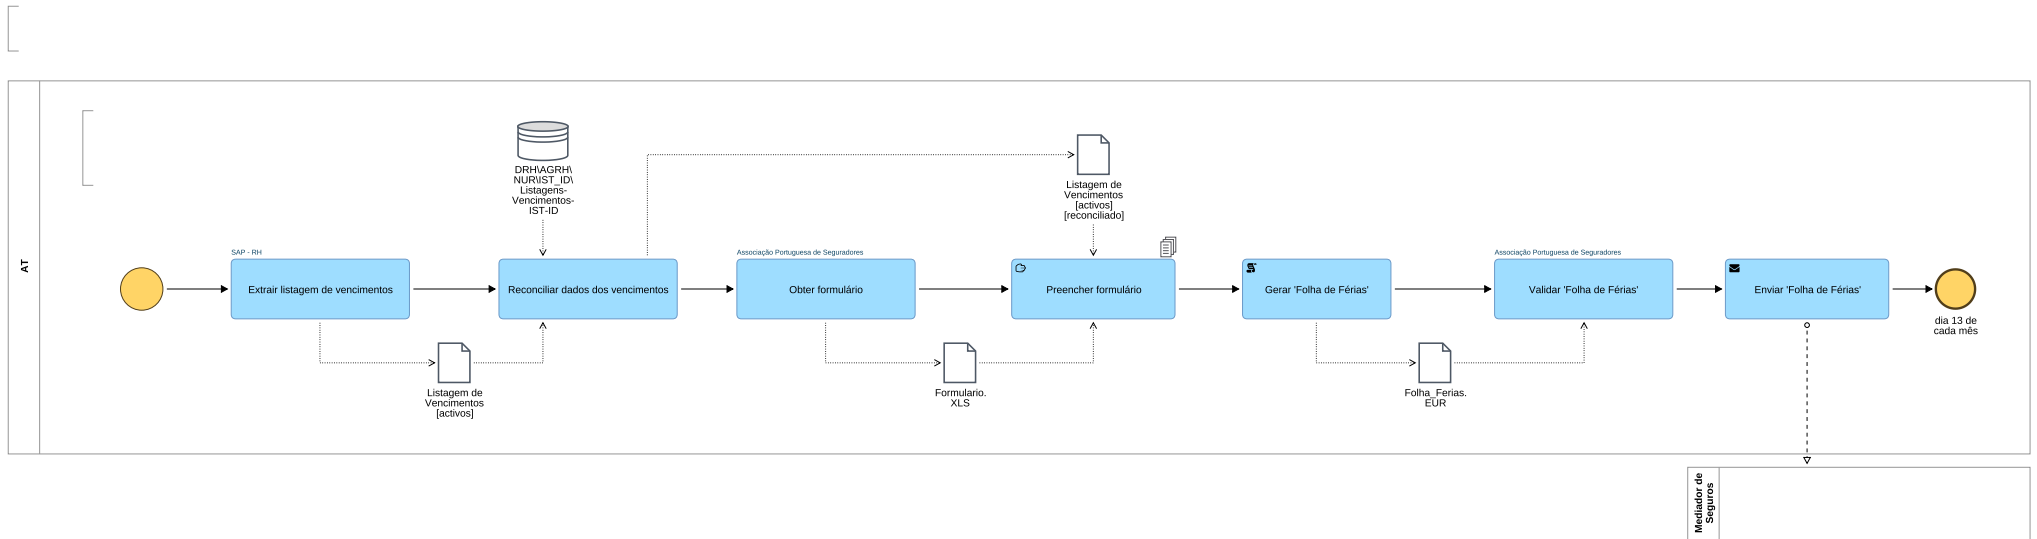 AT
DRH\AGRH\
NUR\IST_ID\
Listagens-
Vencimentos-
IST-ID
Listagem de
Vencimentos
[activos]
[reconciliado]
SAP - RH
Extrair listagem de vencimentos
Reconciliar dados dos vencimentos
Associação Portuguesa de Seguradores
Obter formulário
Preencher formulário
Gerar 'Folha de Férias'
Associação Portuguesa de Seguradores
Validar 'Folha de Férias'
Enviar 'Folha de Férias'
dia 13 de
cada mês
Listagem de
Vencimentos
[activos]
Formulario.
XLS
Folha_Ferias.
EUR
Mediador de
Seguros